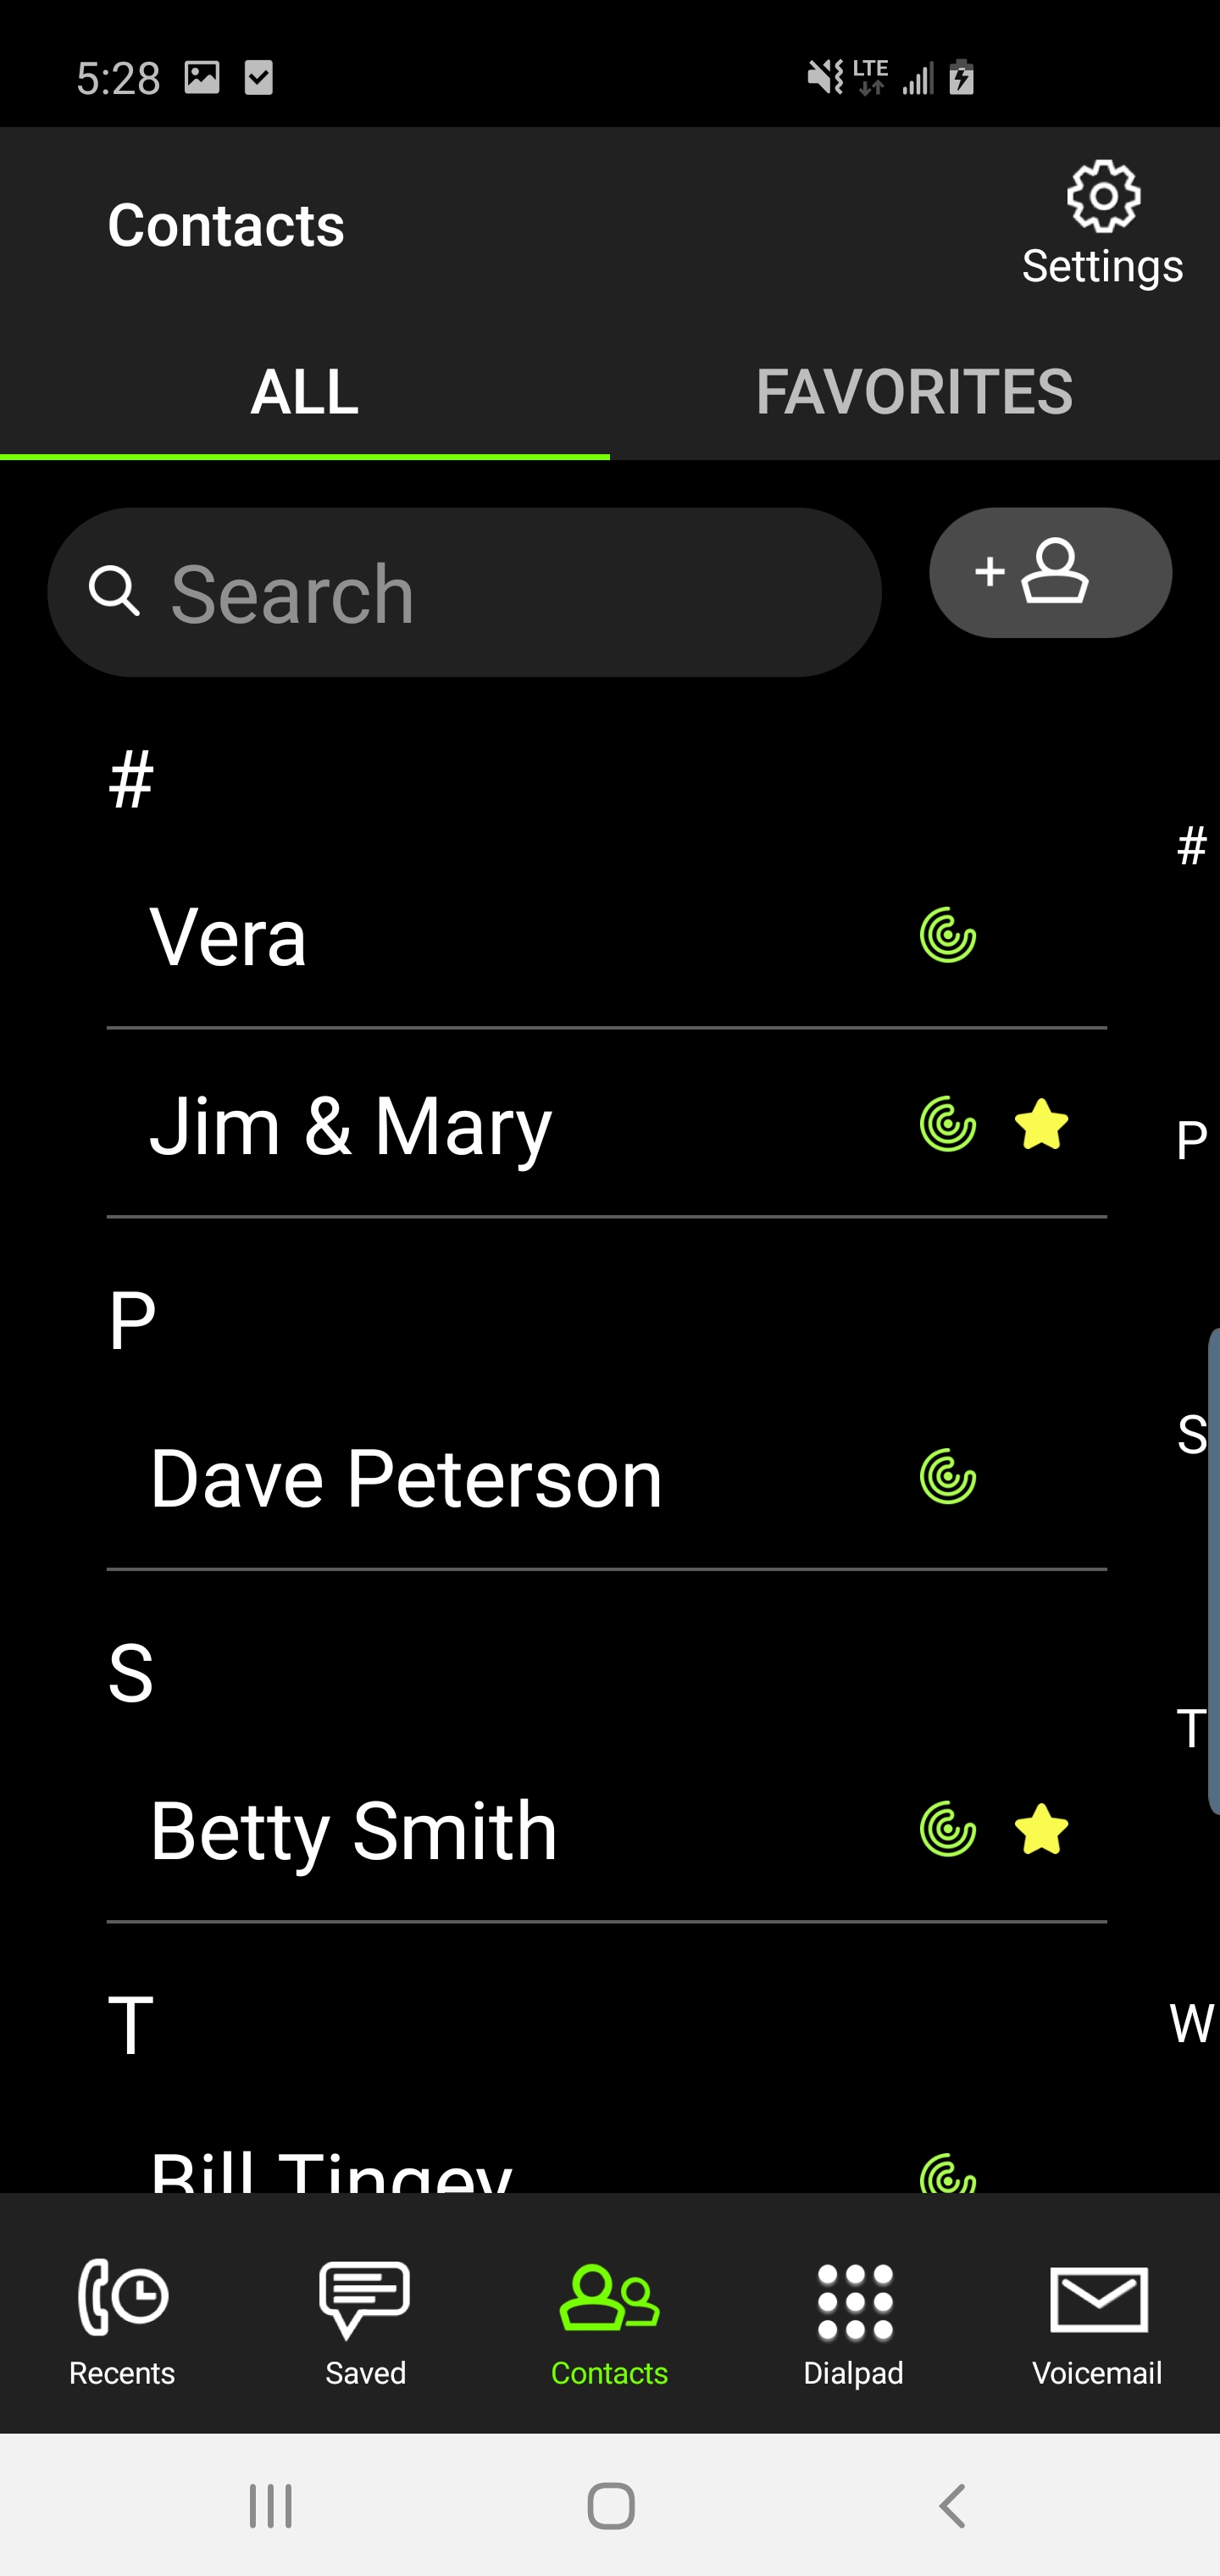 5:28 LTE
Contacts
Settings
ALL FAVORITES
Search +
#
#
Vera
Jim & Mary
P
P
S
Dave Peterson
S
T
Betty Smith
T
W
Bill Tingey
Recents Saved Contacts Dialpad Voicemail